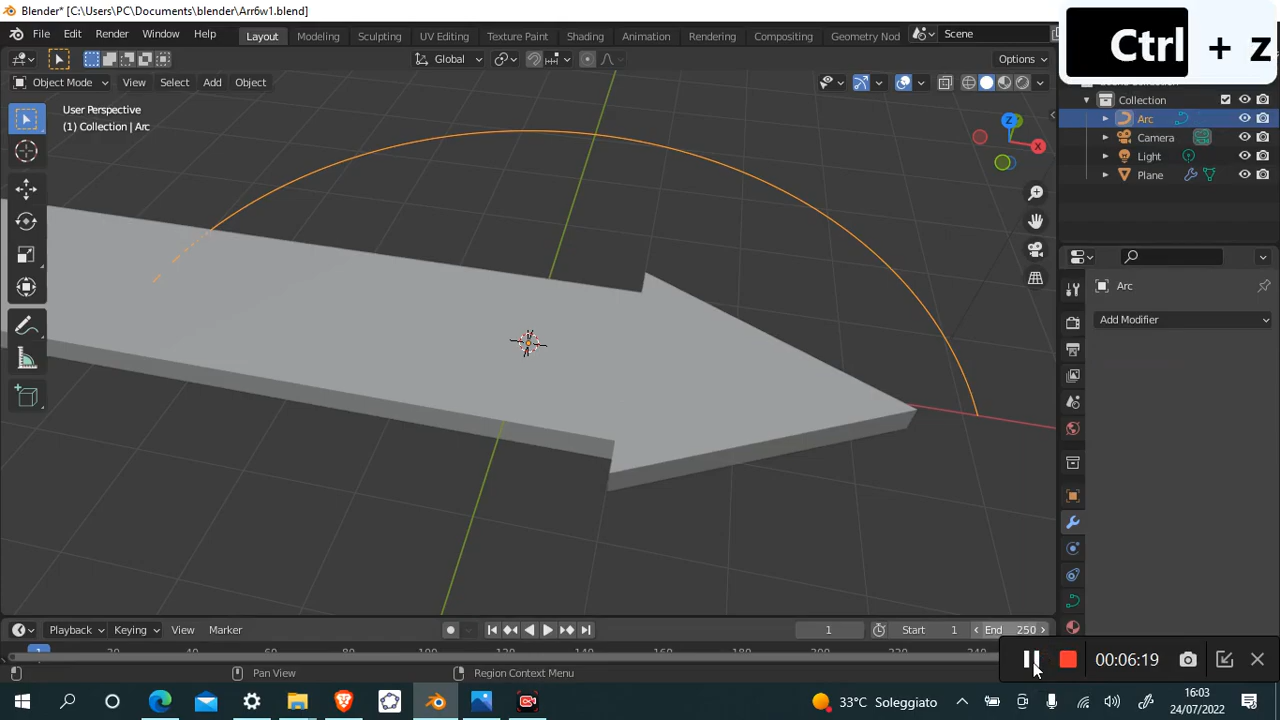 Blender* [C:\Users\PC\Documents\blender\Arr6w1.blend]
File Edit Render Window Help Layout Modeling Sculpting UV Editing Texture Paint Shading Animation Rendering Compositing Geometry Nod Scene
Ctrl + z
Global Options
Object Mode View Select Add Object
User Perspective
(1) Collection | Arc
Z
X
Collection
Arc
Camera
Light
Plane
Arc
Add Modifier
Playback Keying View Marker 1 Start 1 End 250
1 20 240
00:06:19
Pan View Region Context Menu
33°C Soleggiato
16:03
24/07/2022